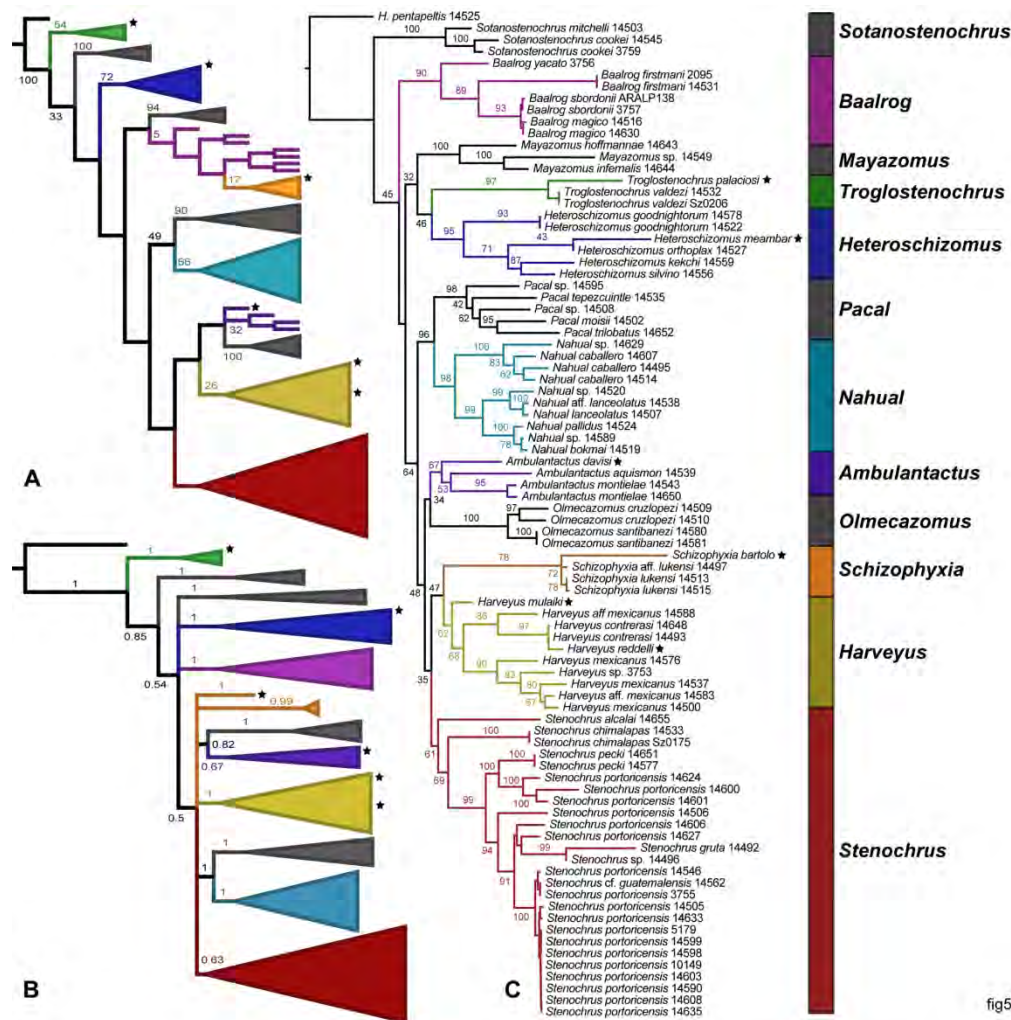 54
100
100
72
33
94
5
17
49
90
66
32
100
26
A
1
1
0.85
1
0.54
1
0.99
1
0.82
0.67
1
0.5
1
1
1
0.63
B
H. pentapeltis 14525
Sotanostenochrus mitchelli 14503
Sotanostenochrus cookei 14545
Sotanostenochrus cookei 3759
Baalrog yacato 3756
Baalrog firstmani 2095
Baalrog firstmani 14531
Baalrog sbordonii ARALP138
Baalrog sbordonii 3757
Baalrog magico 14516
Baalrog magico 14630
Mayazomus hoffmannae 14643
Mayazomus sp. 14549
Mayazomus infernalis 14644
Troglostenochrus palaciosi
Troglostenochrus valdezi 14532
Troglostenochrus valdezi Sz0206
Heteroschizomus goodnightorum 14578
Heteroschizomus goodnightorum 14522
Heteroschizomus meambar
Heteroschizomus orthoplax 14527
Heteroschizomus kekchi 14559
Heteroschizomus silvino 14556
Pacal sp. 14595
Pacal tepezcuintle 14535
Pacal sp. 14508
Pacal moisii 14502
Pacal trilobatus 14652
Nahual sp. 14629
Nahual caballero 14607
Nahual caballero 14495
Nahual caballero 14514
Nahual sp. 14520
Nahual aff. lanceolatus 14538
Nahual lanceolatus 14507
Nahual pallidus 14524
Nahual sp. 14589
Nahual bokmai 14519
Ambulantactus davisi
Ambulantactus aquismon 14539
Ambulantactus montielae 14543
Ambulantactus montielae 14650
Olmecazomus cruzlopezi 14509
Olmecazomus cruzlopezi 14510
Olmecazomus santibanezi 14580
Olmecazomus santibanezi 14581
Schizophyxia bartolo
Schizophyxia aff. lukensi 14497
Schizophyxia lukensi 14513
Schizophyxia lukensi 14515
Harveyus mulaiki
Harveyus aff mexicanus 14588
Harveyus contrerasi 14648
Harveyus contrerasi 14493
Harveyus reddelli
Harveyus mexicanus 14576
Harveyus sp. 3753
Harveyus mexicanus 14537
Harveyus aff. mexicanus 14583
Harveyus mexicanus 14500
Stenochrus alcalai 14655
Stenochrus chimalapas 14533
Stenochrus chimalapas Sz0175
Stenochrus pecki 14651
Stenochrus pecki 14577
Stenochrus portoricensis 14624
Stenochrus portoricensis 14600
Stenochrus portoricensis 14601
Stenochrus portoricensis 14506
Stenochrus portoricensis 14606
Stenochrus portoricensis 14627
Stenochrus gruta 14492
Stenochrus sp. 14496
Stenochrus portoricensis 14546
Stenochrus cf. guatemalensis 14562
Stenochrus portoricensis 3755
Stenochrus portoricensis 14505
Stenochrus portoricensis 14633
Stenochrus portoricensis 5179
Stenochrus portoricensis 14599
Stenochrus portoricensis 14598
Stenochrus portoricensis 10149
Stenochrus portoricensis 14603
Stenochrus portoricensis 14590
Stenochrus portoricensis 14608
Stenochrus portoricensis 14635
100
100
90
89
93
45
32
100
97
46
95
93
43
71
87
98
42
62
95
96
100
83
62
98
99
100
99
100
78
64
67
95
53
34
100
97
100
78
72
78
48
47
62
86
97
68
90
83
80
67
35
61
100
69
100
100
99
100
94
99
91
100
C
Sotanostenochrus
Baalrog
Mayazomus
Troglostenochrus
Heteroschizomus
Pacal
Nahual
Ambulantactus
Olmecazomus
Schizophyxia
Harveyus
Stenochrus
fig5